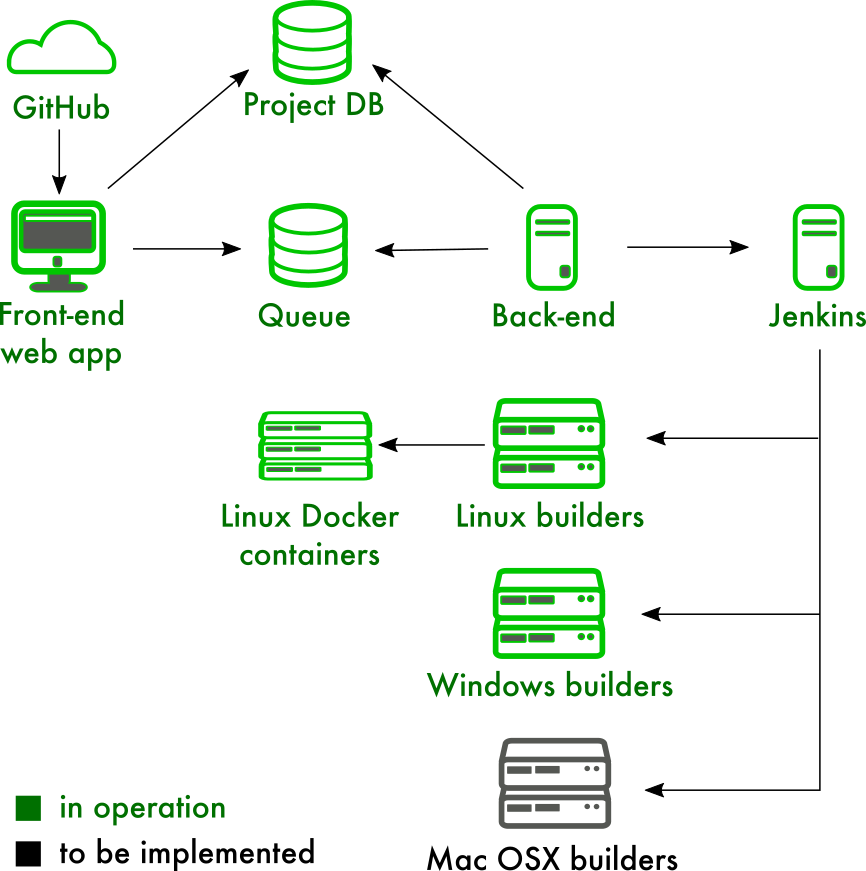 GitHub
Project DB
Front-end
web app
Queue
Back-end
Jenkins
Linux Docker
containers
Linux builders
Windows builders
Mac OSX builders
in operation
to be implemented